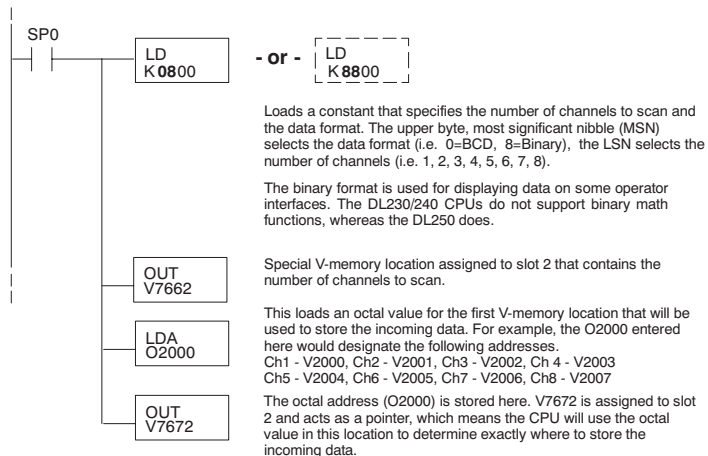 SP0
LD
K0800
- or -
LD
K8800
Loads a constant that specifies the number of channels to scan and
the data format. The upper byte, most significant nibble (MSN)
selects the data format (i.e. 0=BCD, 8=Binary), the LSN selects the
number of channels (i.e. 1, 2, 3, 4, 5, 6, 7, 8).
The binary format is used for displaying data on some operator
interfaces. The DL230/240 CPUs do not support binary math
functions, whereas the DL250 does.
OUT
V7662
Special V-memory location assigned to slot 2 that contains the
number of channels to scan.
LDA
O2000
This loads an octal value for the first V-memory location that will be
used to store the incoming data. For example, the O2000 entered
here would designate the following addresses.
Ch1 - V2000, Ch2 - V2001, Ch3 - V2002, Ch 4 - V2003
Ch5 - V2004, Ch6 - V2005, Ch7 - V2006, Ch8 - V2007
OUT
V7672
The octal address (O2000) is stored here. V7672 is assigned to slot
2 and acts as a pointer, which means the CPU will use the octal
value in this location to determine exactly where to store the
incoming data.